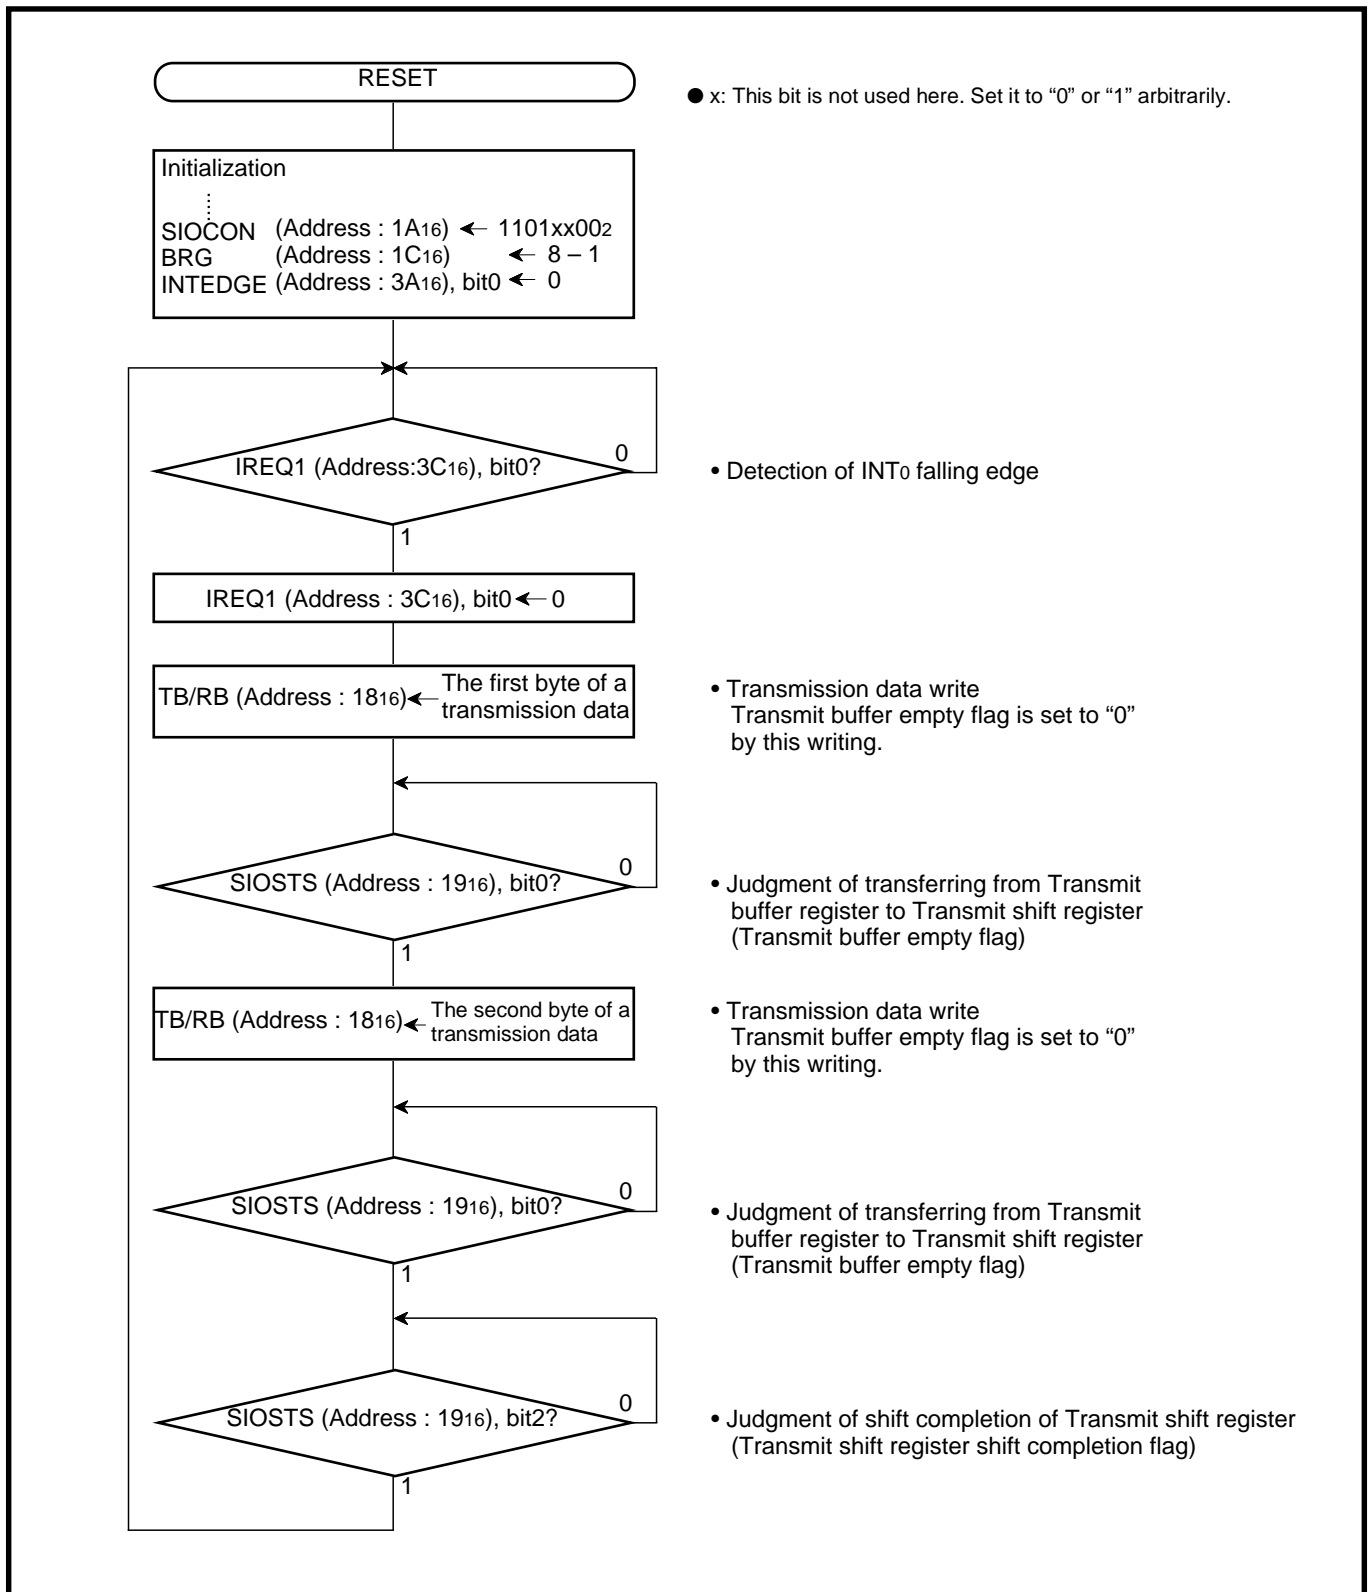 RESET
● x: This bit is not used here. Set it to “0” or “1” arbitrarily.
Initialization
SIOCON (Address : 1A16) ← 1101xx002
BRG (Address : 1C16) ← 8 – 1
INTEDGE (Address : 3A16), bit0 ← 0
IREQ1 (Address:3C16), bit0? 0
• Detection of INT0 falling edge
1
IREQ1 (Address : 3C16), bit0 ← 0
TB/RB (Address : 1816) ← The first byte of a
transmission data
• Transmission data write
Transmit buffer empty flag is set to “0”
by this writing.
SIOSTS (Address : 1916), bit0? 0
• Judgment of transferring from Transmit
buffer register to Transmit shift register
(Transmit buffer empty flag)
1
TB/RB (Address : 1816) ← The second byte of a
transmission data
• Transmission data write
Transmit buffer empty flag is set to “0”
by this writing.
SIOSTS (Address : 1916), bit0? 0
• Judgment of transferring from Transmit
buffer register to Transmit shift register
(Transmit buffer empty flag)
1
SIOSTS (Address : 1916), bit2? 0
• Judgment of shift completion of Transmit shift register
(Transmit shift register shift completion flag)
1